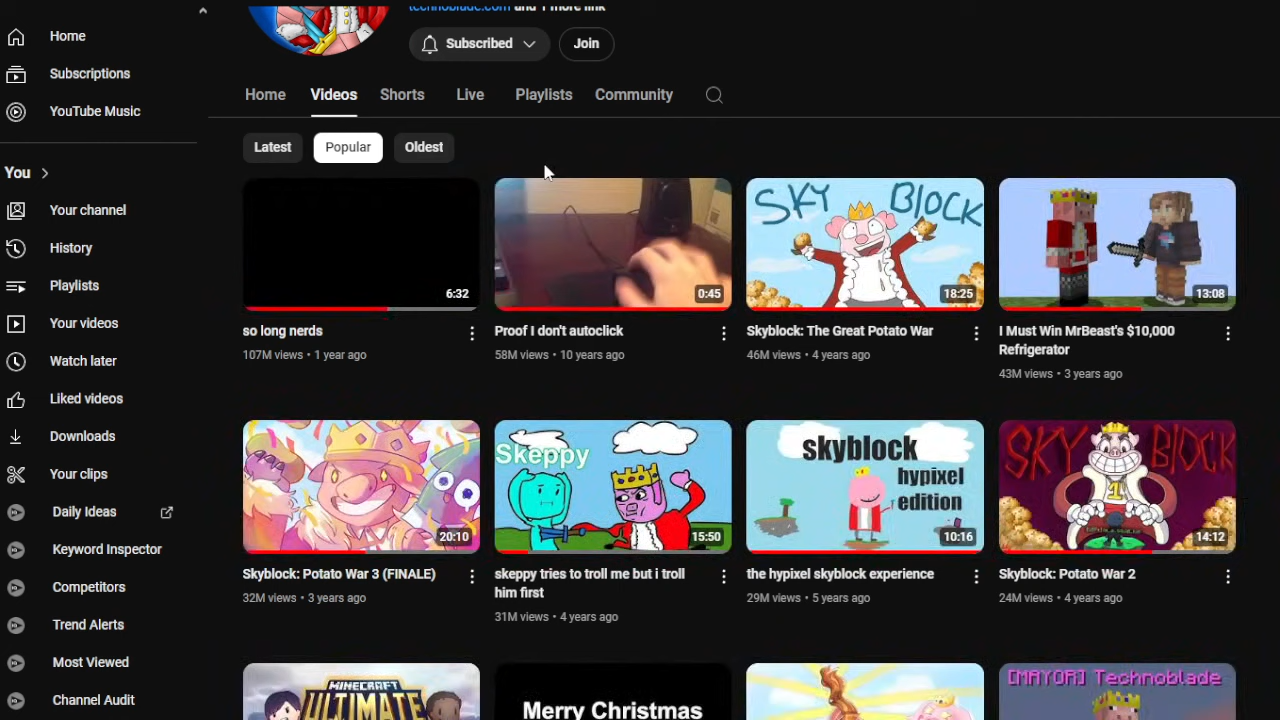 technoblade.com and 1 more link
Subscribed
Join
Home
Videos
Shorts
Live
Playlists
Community
Latest
Popular
Oldest
Home
Subscriptions
YouTube Music
You
Your channel
History
Playlists
Your videos
Watch later
Liked videos
Downloads
Your clips
Daily Ideas
Keyword Inspector
Competitors
Trend Alerts
Most Viewed
Channel Audit
6:32
so long nerds
107M views • 1 year ago
0:45
Proof I don't autoclick
58M views • 10 years ago
SKY BLOCK
18:25
Skyblock: The Great Potato War
46M views • 4 years ago
13:08
I Must Win MrBeast's $10,000
Refrigerator
43M views • 3 years ago
20:10
Skyblock: Potato War 3 (FINALE)
32M views • 3 years ago
Skeppy
15:50
skeppy tries to troll me but i troll
him first
31M views • 4 years ago
skyblock
hypixel
edition
10:16
the hypixel skyblock experience
29M views • 5 years ago
SKY BLOCK
1
14:12
Skyblock: Potato War 2
24M views • 4 years ago
MINECRAFT
ULTIMATE
Merry Christmas
[MAYOR] Technoblade